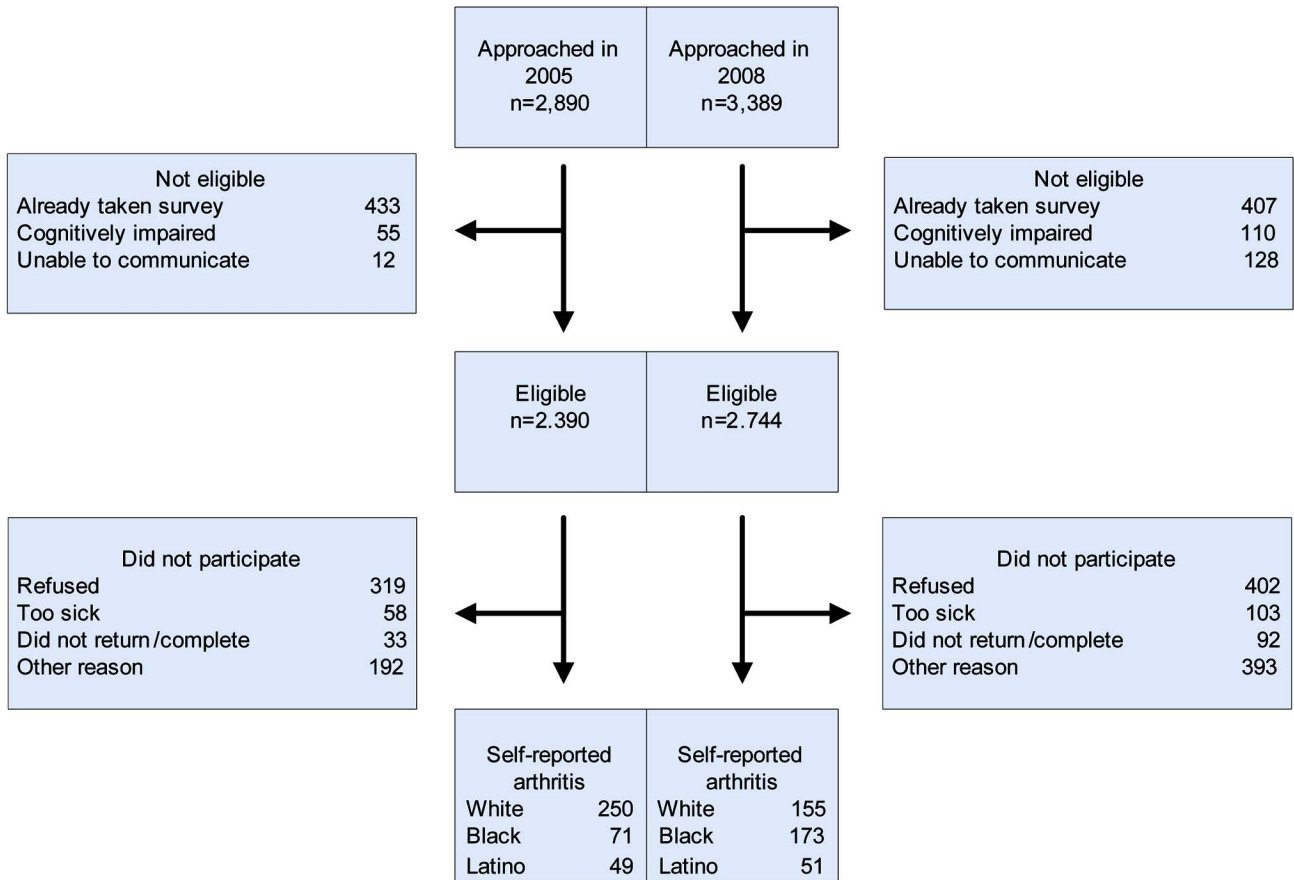 Approached in
2005
n=2,890
Approached in
2008
n=3,389
Not eligible
Already taken survey 433
Cognitively impaired 55
Unable to communicate 12
Not eligible
Already taken survey 407
Cognitively impaired 110
Unable to communicate 128
Eligible
n=2.390
Eligible
n=2.744
Did not participate
Refused 319
Too sick 58
Did not return/complete 33
Other reason 192
Did not participate
Refused 402
Too sick 103
Did not return/complete 92
Other reason 393
Self-reported
arthritis
White 250
Black 71
Latino 49
Self-reported
arthritis
White 155
Black 173
Latino 51